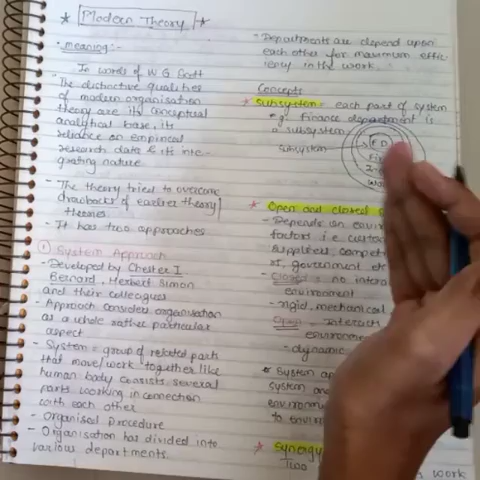 * Modern Theory *
• meaning:-
In words of W G Scott
"The distinctive qualities
of modern organisation
theory are its conceptual
analytical base, its
reliance on empirical
research data & its inte-
grating nature.
- The theory tried to overcome
drawbacks of earlier theory
theories
- It has two approaches
① System Approach
- Developed by Chester I
Bernard, Herbert Simon
and their colleagues
- Approach considers organisation
as a whole rather particular
aspect
- System = group of related parts
that move/work together like
human body consists several
parts working in connection
with each other
- Organised procedure
- Organisation has divided into
various departments.
- Departments are depend upon
each other for maximum effic
iency in the work.
Concepts
* Subsystem = each part of system
eg. Finance department is
a subsystem
subsystem
F D
* Open and closed
- Depends on
factors i.e
suppliers,
government
- Closed = no
environment
- rigid, mechanical
Open = Interacts
- dynamic
* System
system and
to
* Synergy
Two
work